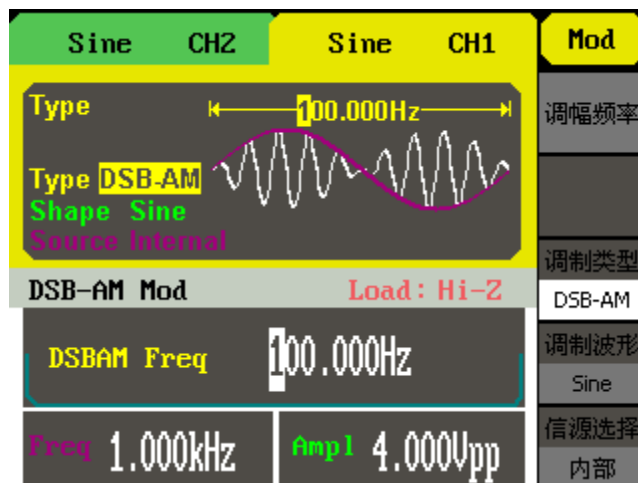 Sine CH2 Sine CH1 Mod
Type 100.000Hz
调幅频率
Type DSB-AM
Shape Sine
Source Internal
调制类型
DSB-AM
DSB-AM Mod Load: Hi-Z
调制波形
Sine
DSBAM Freq 100.000Hz
信源选择
内部
Freq 1.000kHz Ampl 4.000Vpp